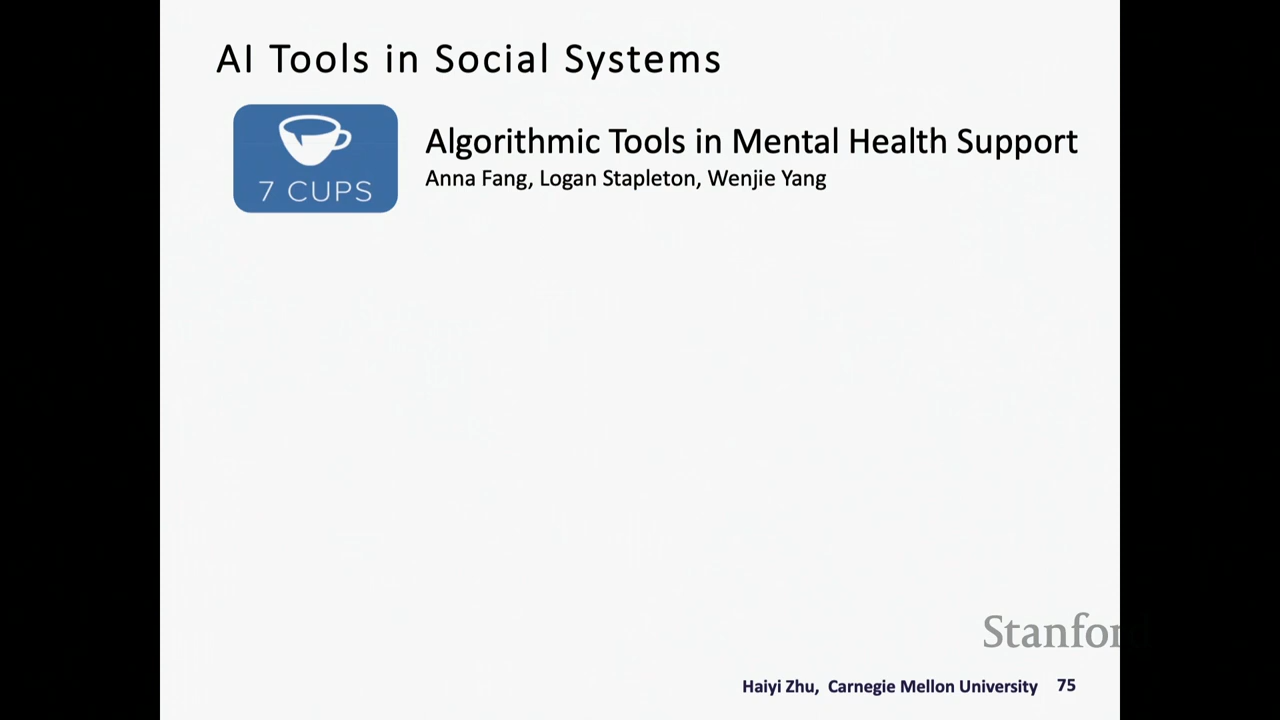 AI Tools in Social Systems
7 CUPS
Algorithmic Tools in Mental Health Support
Anna Fang, Logan Stapleton, Wenjie Yang
Stanfor
Haiyi Zhu, Carnegie Mellon University 75